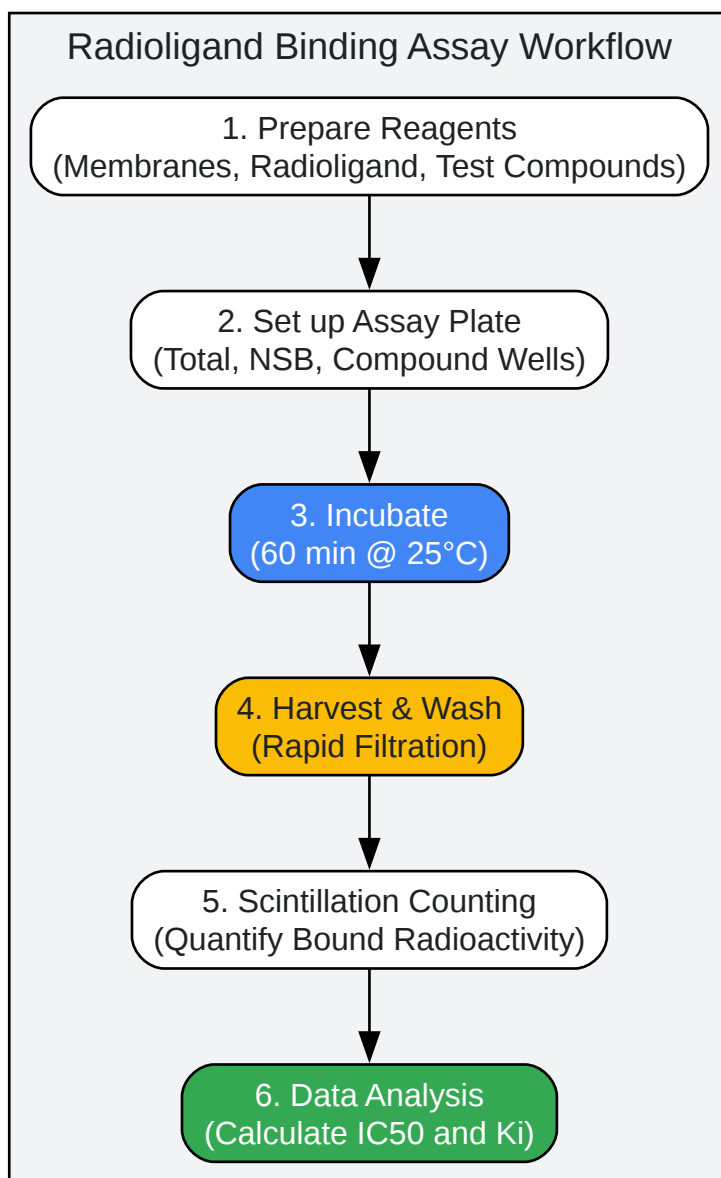 Radioligand Binding Assay Workflow
1. Prepare Reagents
(Membranes, Radioligand, Test Compounds)
2. Set up Assay Plate
(Total, NSB, Compound Wells)
3. Incubate
(60 min @ 25°C)
4. Harvest & Wash
(Rapid Filtration)
5. Scintillation Counting
(Quantify Bound Radioactivity)
6. Data Analysis
(Calculate IC50 and Ki)